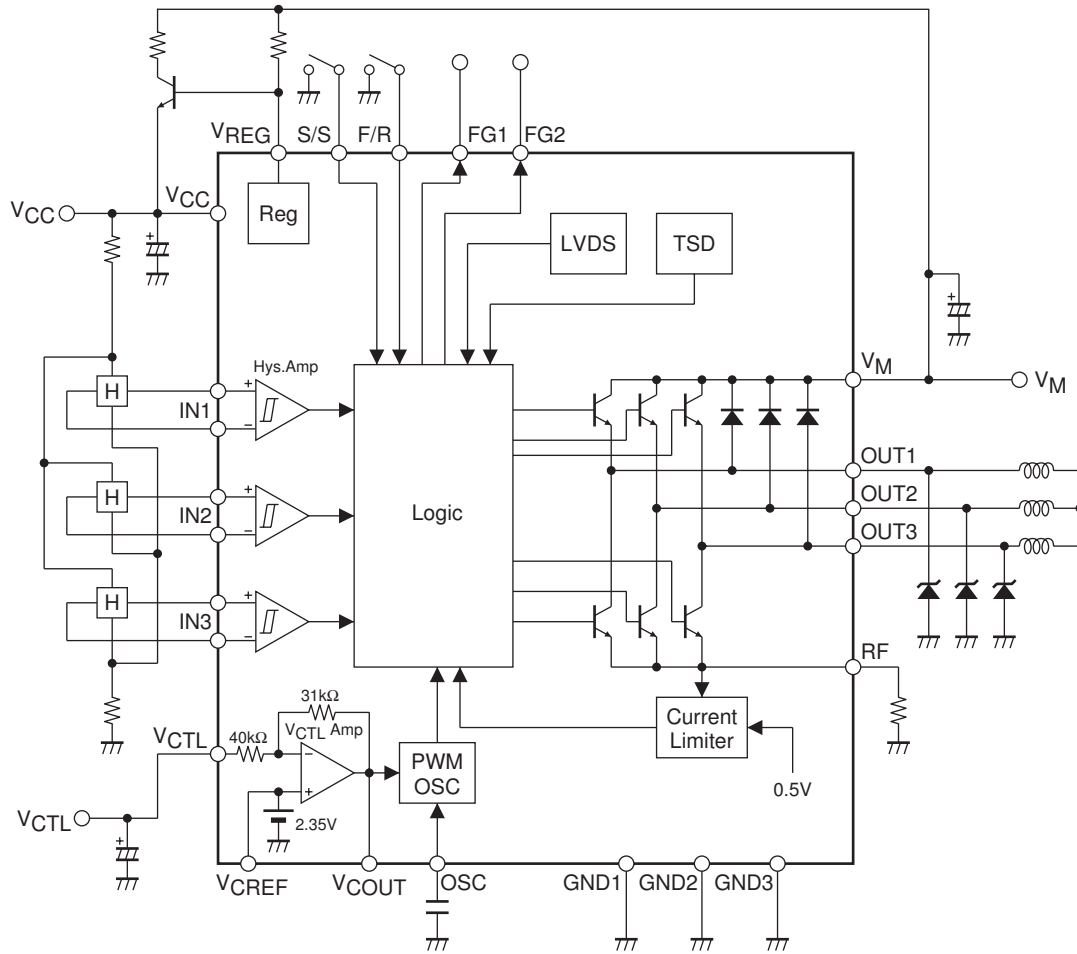 VREG
S/S
F/R
FG1
FG2
VCC
VCC
Reg
LVDS
TSD
+
+
VM
VM
Hys.Amp
H
+
IN1
−
H
+
IN2
−
H
+
IN3
−
Logic
OUT1
OUT2
OUT3
RF
31kΩ
VCTL
40kΩ
VCTL Amp
−
+
PWM
OSC
Current
Limiter
0.5V
2.35V
VCTL
+
VCREF
VCOUT
OSC
GND1
GND2
GND3